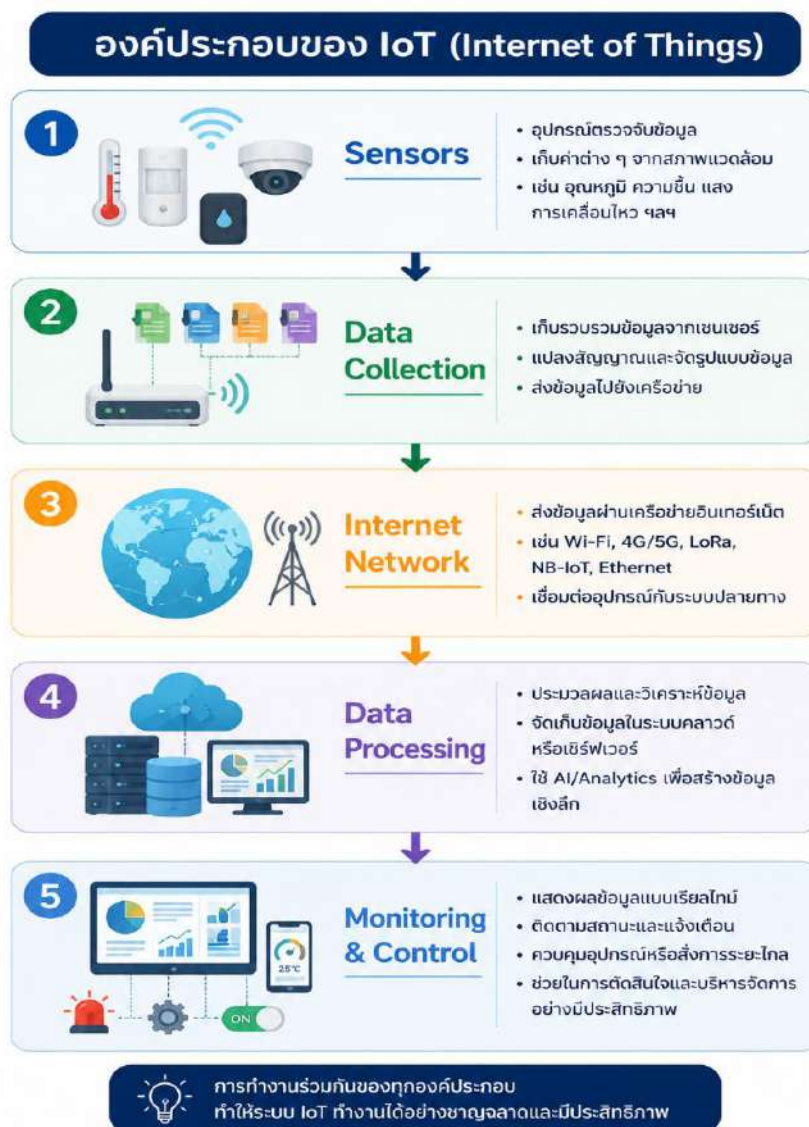 องค์ประกอบของ IoT (Internet of Things)
1
Sensors
• อุปกรณ์ตรวจจับข้อมูล
• เก็บค่าต่าง ๆ จากสภาพแวดล้อม
• เช่น อุณหภูมิ ความชื้น แสง
การเคลื่อนไหว ฯลฯ
2
Data
Collection
• เก็บรวบรวมข้อมูลจากเซนเซอร์
• แปลงสัญญาณและจัดรูปแบบข้อมูล
• ส่งข้อมูลไปยังเครือข่าย
3
Internet
Network
• ส่งข้อมูลผ่านเครือข่ายอินเทอร์เน็ต
• เช่น Wi-Fi, 4G/5G, LoRa,
NB-IoT, Ethernet
• เชื่อมต่ออุปกรณ์กับระบบปลายทาง
4
Data
Processing
• ประมวลผลและวิเคราะห์ข้อมูล
• จัดเก็บข้อมูลในระบบคลาวด์
หรือเซิร์ฟเวอร์
• ใช้ AI/Analytics เพื่อสร้างข้อมูล
เชิงลึก
5
Monitoring
& Control
25°C
ON
• แสดงผลข้อมูลแบบเรียลไทม์
• ติดตามสถานะและแจ้งเตือน
• ควบคุมอุปกรณ์หรือสั่งการระยะไกล
• ช่วยในการตัดสินใจและบริหารจัดการ
อย่างมีประสิทธิภาพ
การทำงานร่วมกันของทุกองค์ประกอบ
ทำให้ระบบ IoT ทำงานได้อย่างชาญฉลาดและมีประสิทธิภาพ